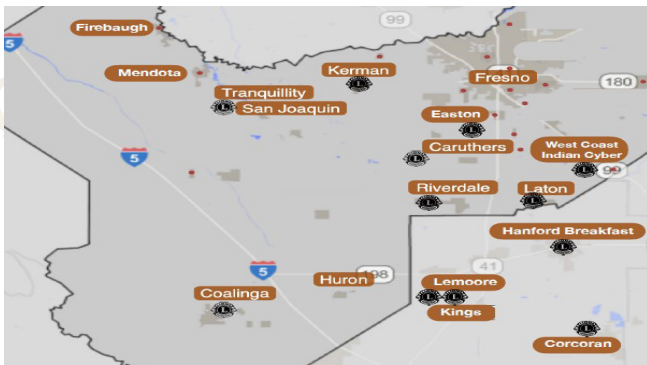 Firebaugh
99
5
Mendota
Kerman
Fresno
180
Tranquillity
San Joaquin
Easton
5
Caruthers
West Coast
Indian Cyber
99
Riverdale
Laton
Hanford Breakfast
5
Huron
198
41
Lemoore
Coalinga
Kings
Corcoran